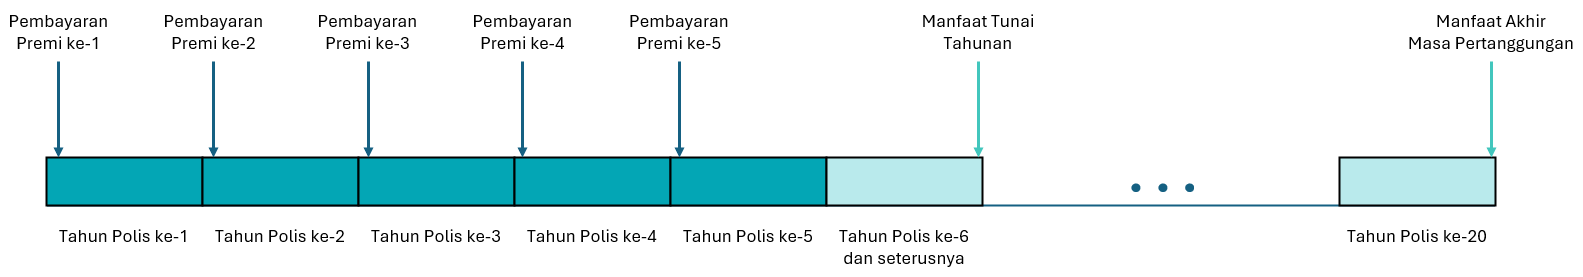 Pembayaran
Premi ke-1
Pembayaran
Premi ke-2
Pembayaran
Premi ke-3
Pembayaran
Premi ke-4
Pembayaran
Premi ke-5
Manfaat Tunai
Tahunan
Manfaat Akhir
Masa Pertanggungan
Tahun Polis ke-1
Tahun Polis ke-2
Tahun Polis ke-3
Tahun Polis ke-4
Tahun Polis ke-5
Tahun Polis ke-6
dan seterusnya
Tahun Polis ke-20